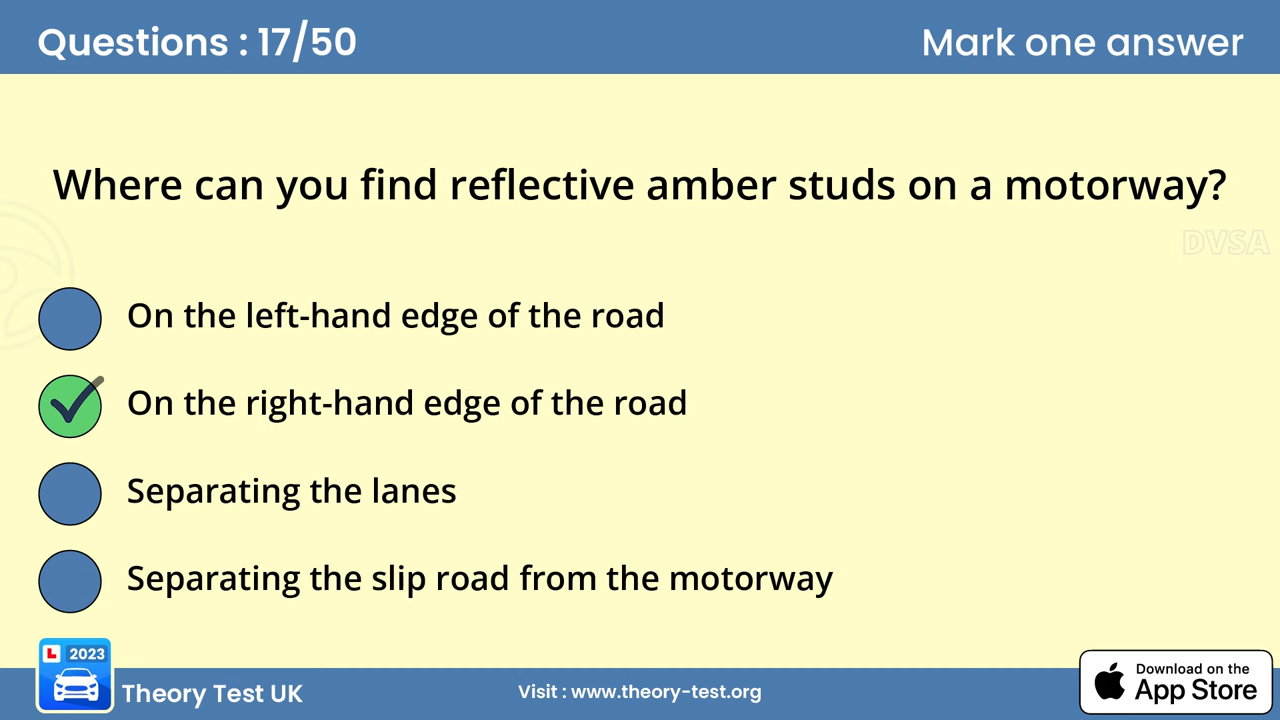 Questions : 17/50
Mark one answer
Where can you find reflective amber studs on a motorway?
DVSA
On the left-hand edge of the road
On the right-hand edge of the road
Separating the lanes
Separating the slip road from the motorway
L 2023
Theory Test UK
Visit : www.theory-test.org
Download on the
App Store